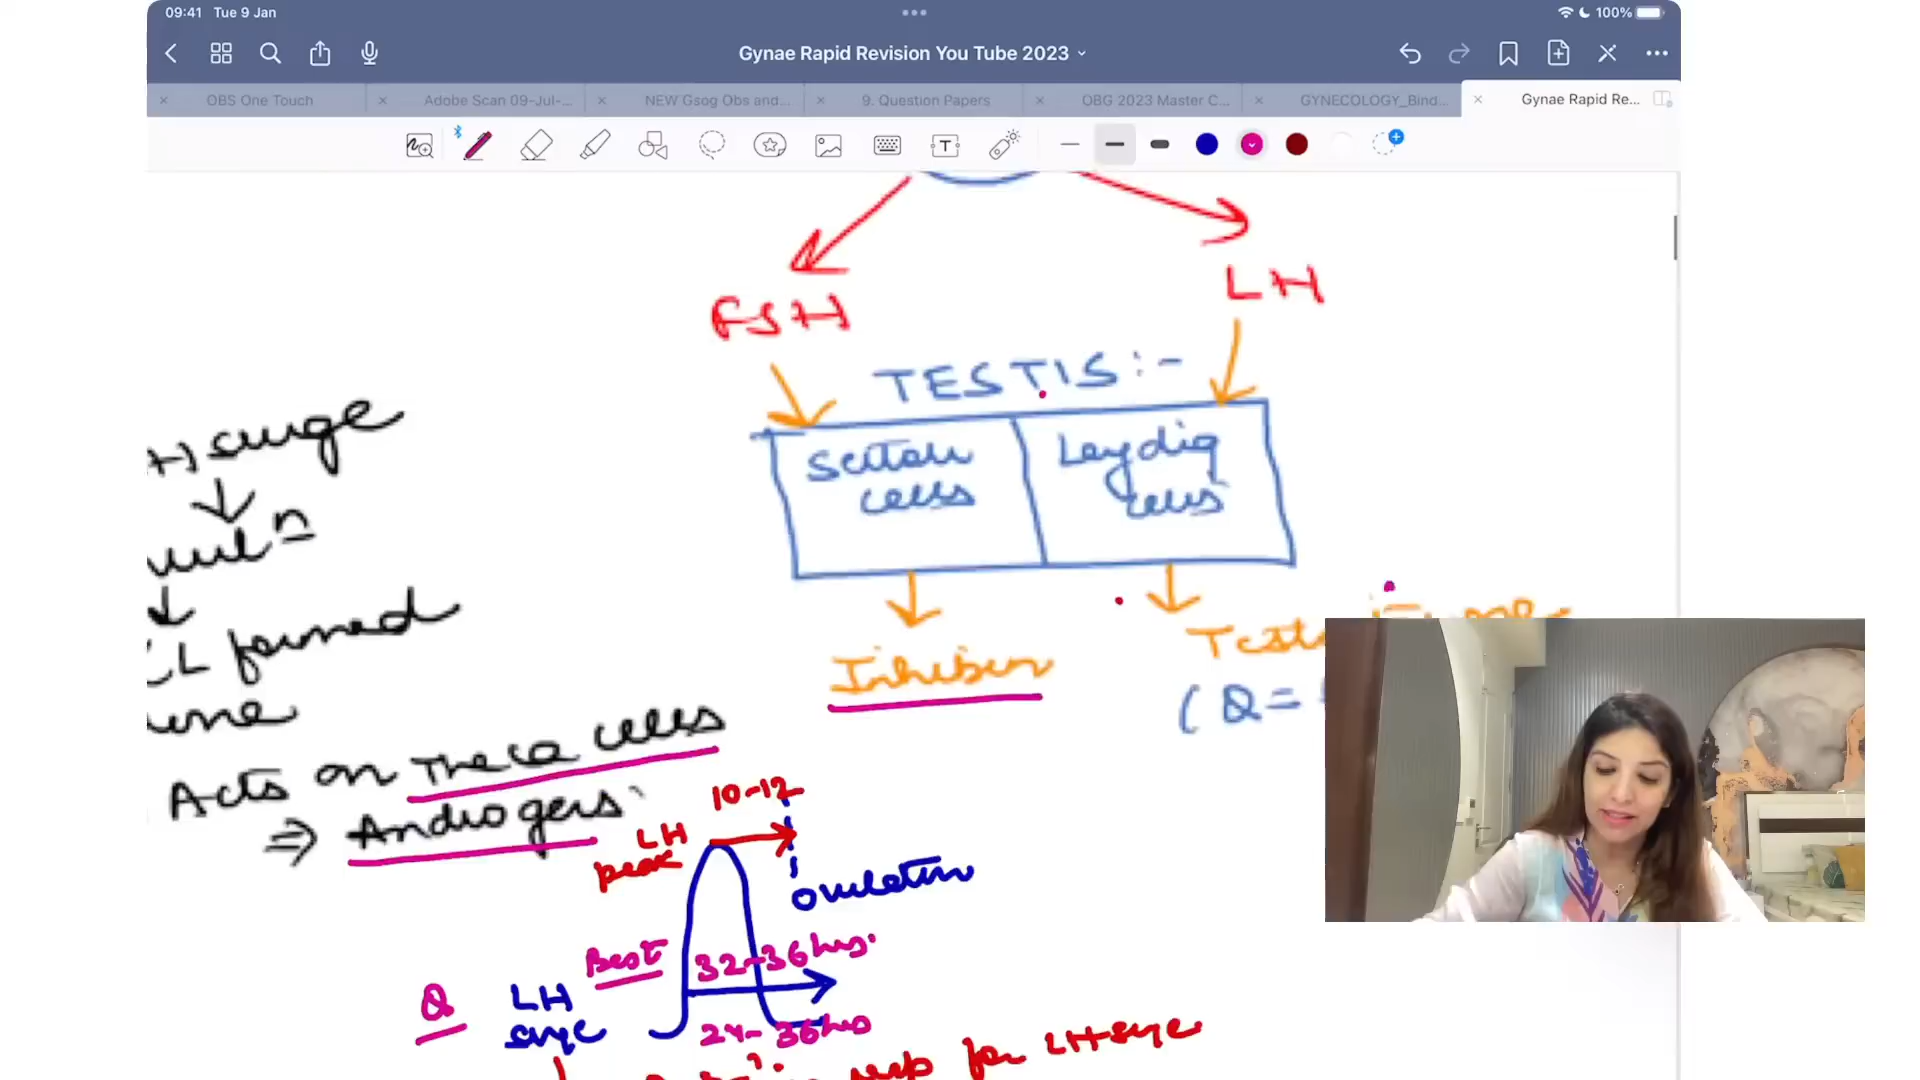 09:41 Tue 9 Jan
100%
Gynae Rapid Revision You Tube 2023
OBS One Touch
Adobe Scan 09-Jul-...
NEW Gsog Obs and...
9. Question Papers
OBG 2023 Master C...
GYNECOLOGY_Bind...
Gynae Rapid Re...
FSH
LH
TESTIS:-
Sertoli cells
Leydig cells
H surge
CL formed
Inhibin
(Q=
Acts on Theca cells
⇒ Androgens
10-12
LH peak
ovulation
Best
32-36 hrs.
Q LH surge
24-36 hrs
for LH surge